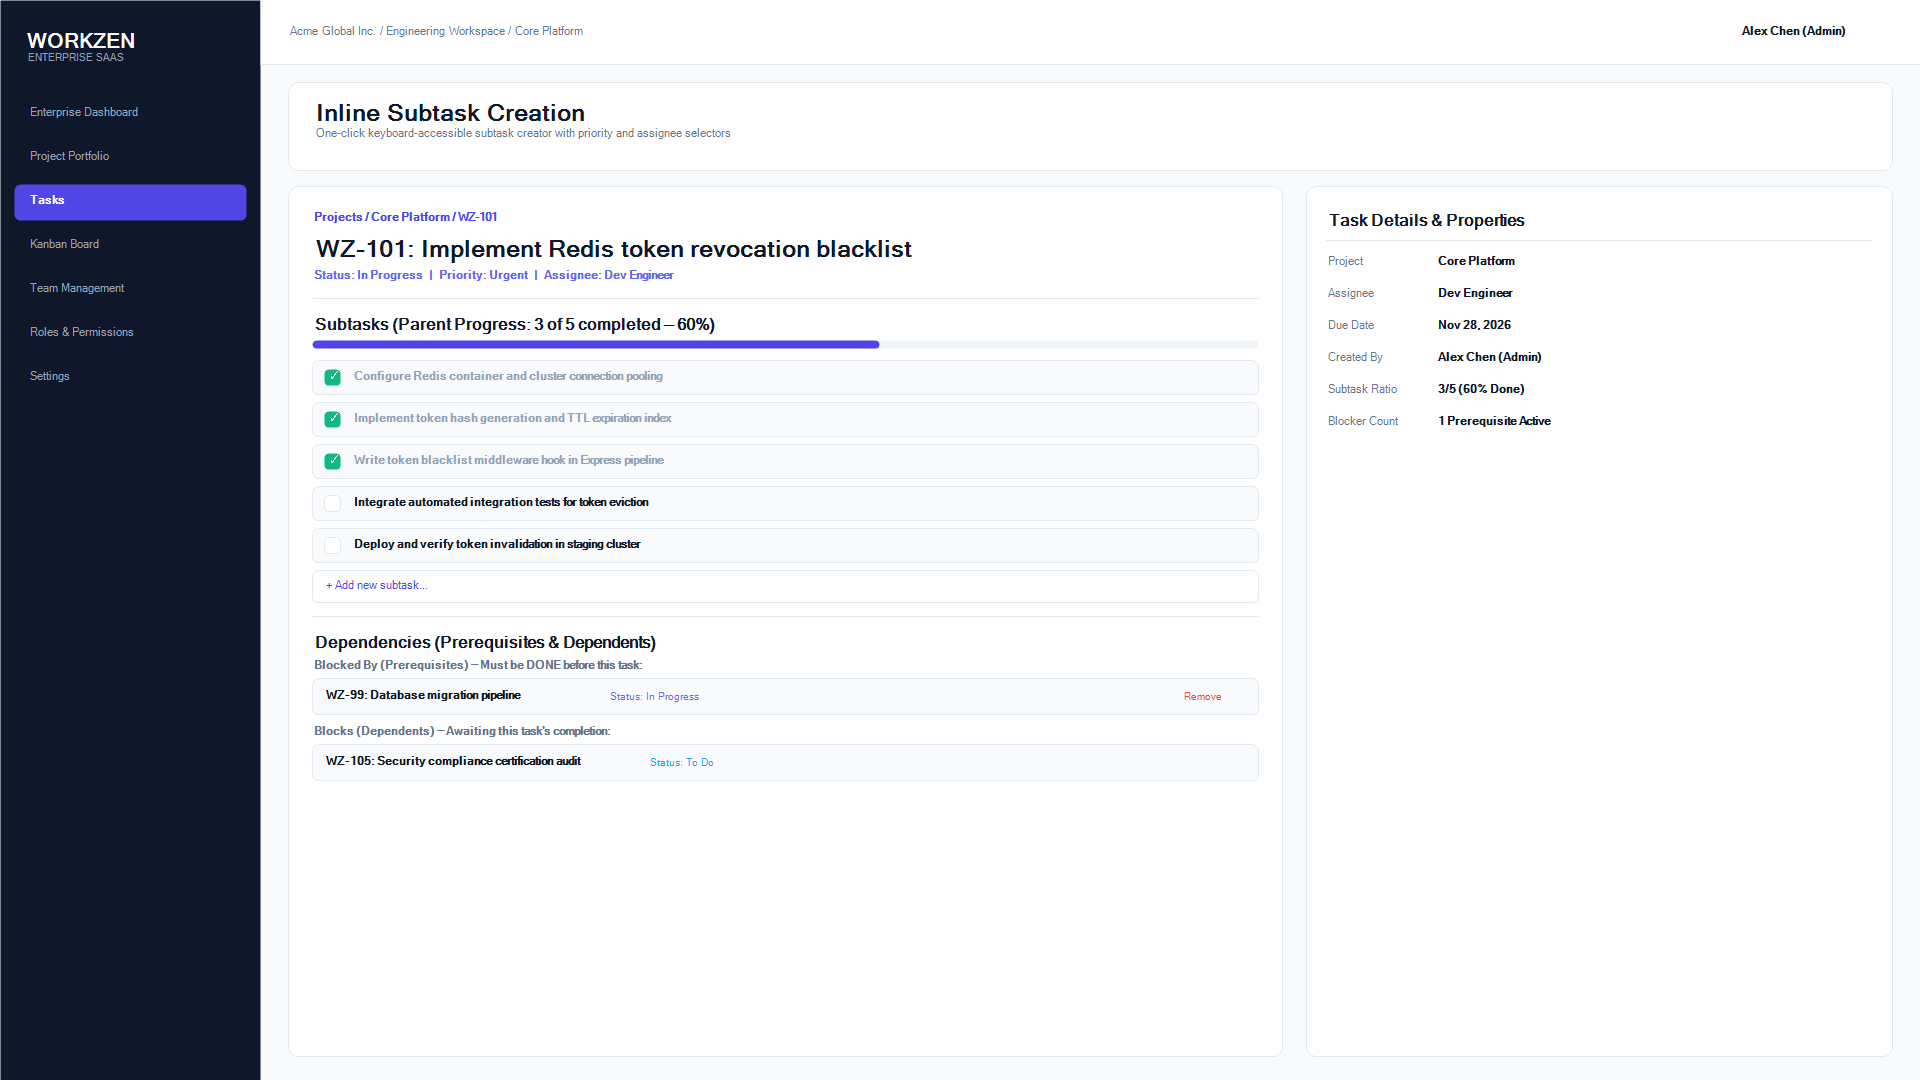 WORKZEN
ENTERPRISE SAAS
Enterprise Dashboard
Project Portfolio
Tasks
Kanban Board
Team Management
Roles & Permissions
Settings
Acme Global Inc. / Engineering Workspace / Core Platform
Alex Chen (Admin)
Inline Subtask Creation
One-click keyboard-accessible subtask creator with priority and assignee selectors
Projects / Core Platform / WZ-101
WZ-101: Implement Redis token revocation blacklist
Status: In Progress | Priority: Urgent | Assignee: Dev Engineer
Subtasks (Parent Progress: 3 of 5 completed – 60%)
Configure Redis container and cluster connection pooling
Implement token hash generation and TTL expiration index
Write token blacklist middleware hook in Express pipeline
Integrate automated integration tests for token eviction
Deploy and verify token invalidation in staging cluster
+ Add new subtask...
Dependencies (Prerequisites & Dependents)
Blocked By (Prerequisites) – Must be DONE before this task:
WZ-99: Database migration pipeline Status: In Progress Remove
Blocks (Dependents) – Awaiting this task's completion:
WZ-105: Security compliance certification audit Status: To Do
Task Details & Properties
Project Core Platform
Assignee Dev Engineer
Due Date Nov 28, 2026
Created By Alex Chen (Admin)
Subtask Ratio 3/5 (60% Done)
Blocker Count 1 Prerequisite Active